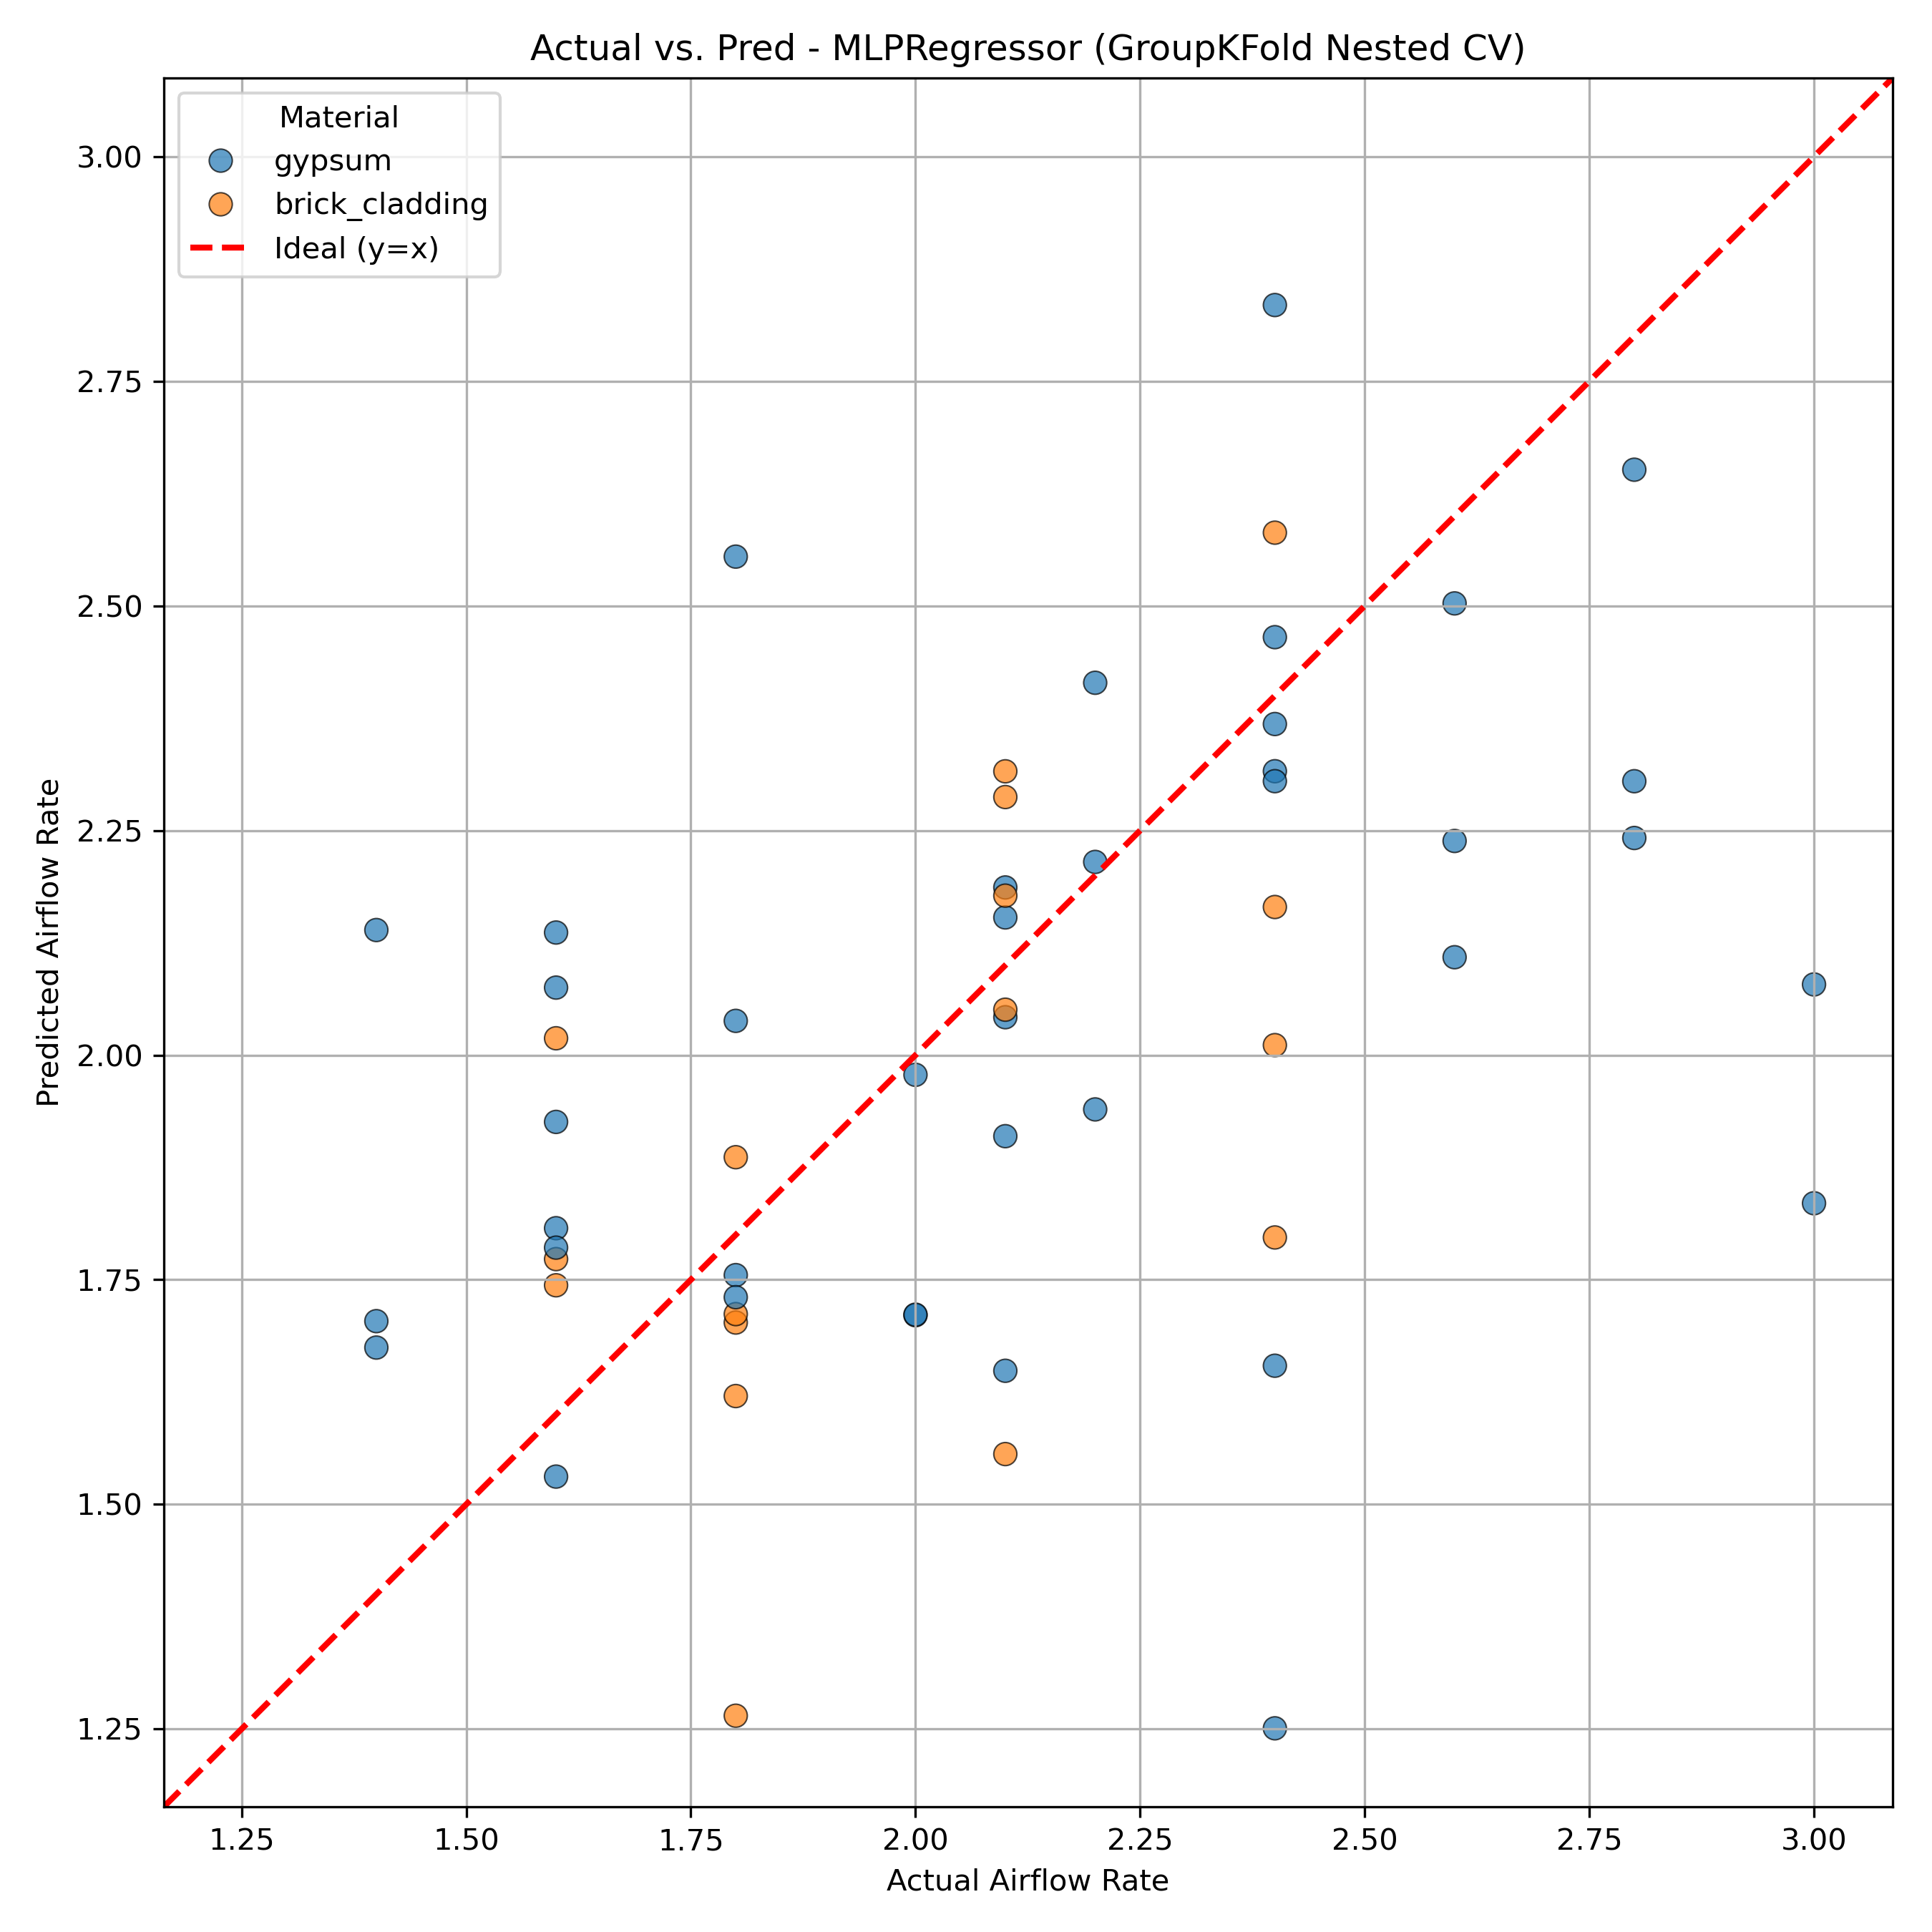 Actual vs. Pred - MLPRegressor (GroupKFold Nested CV)
Material
gypsum
brick_cladding
Ideal (y=x)
3.00
2.75
2.50
2.25
2.00
1.75
1.50
1.25
Predicted Airflow Rate
1.25 1.50 1.75 2.00 2.25 2.50 2.75 3.00
Actual Airflow Rate